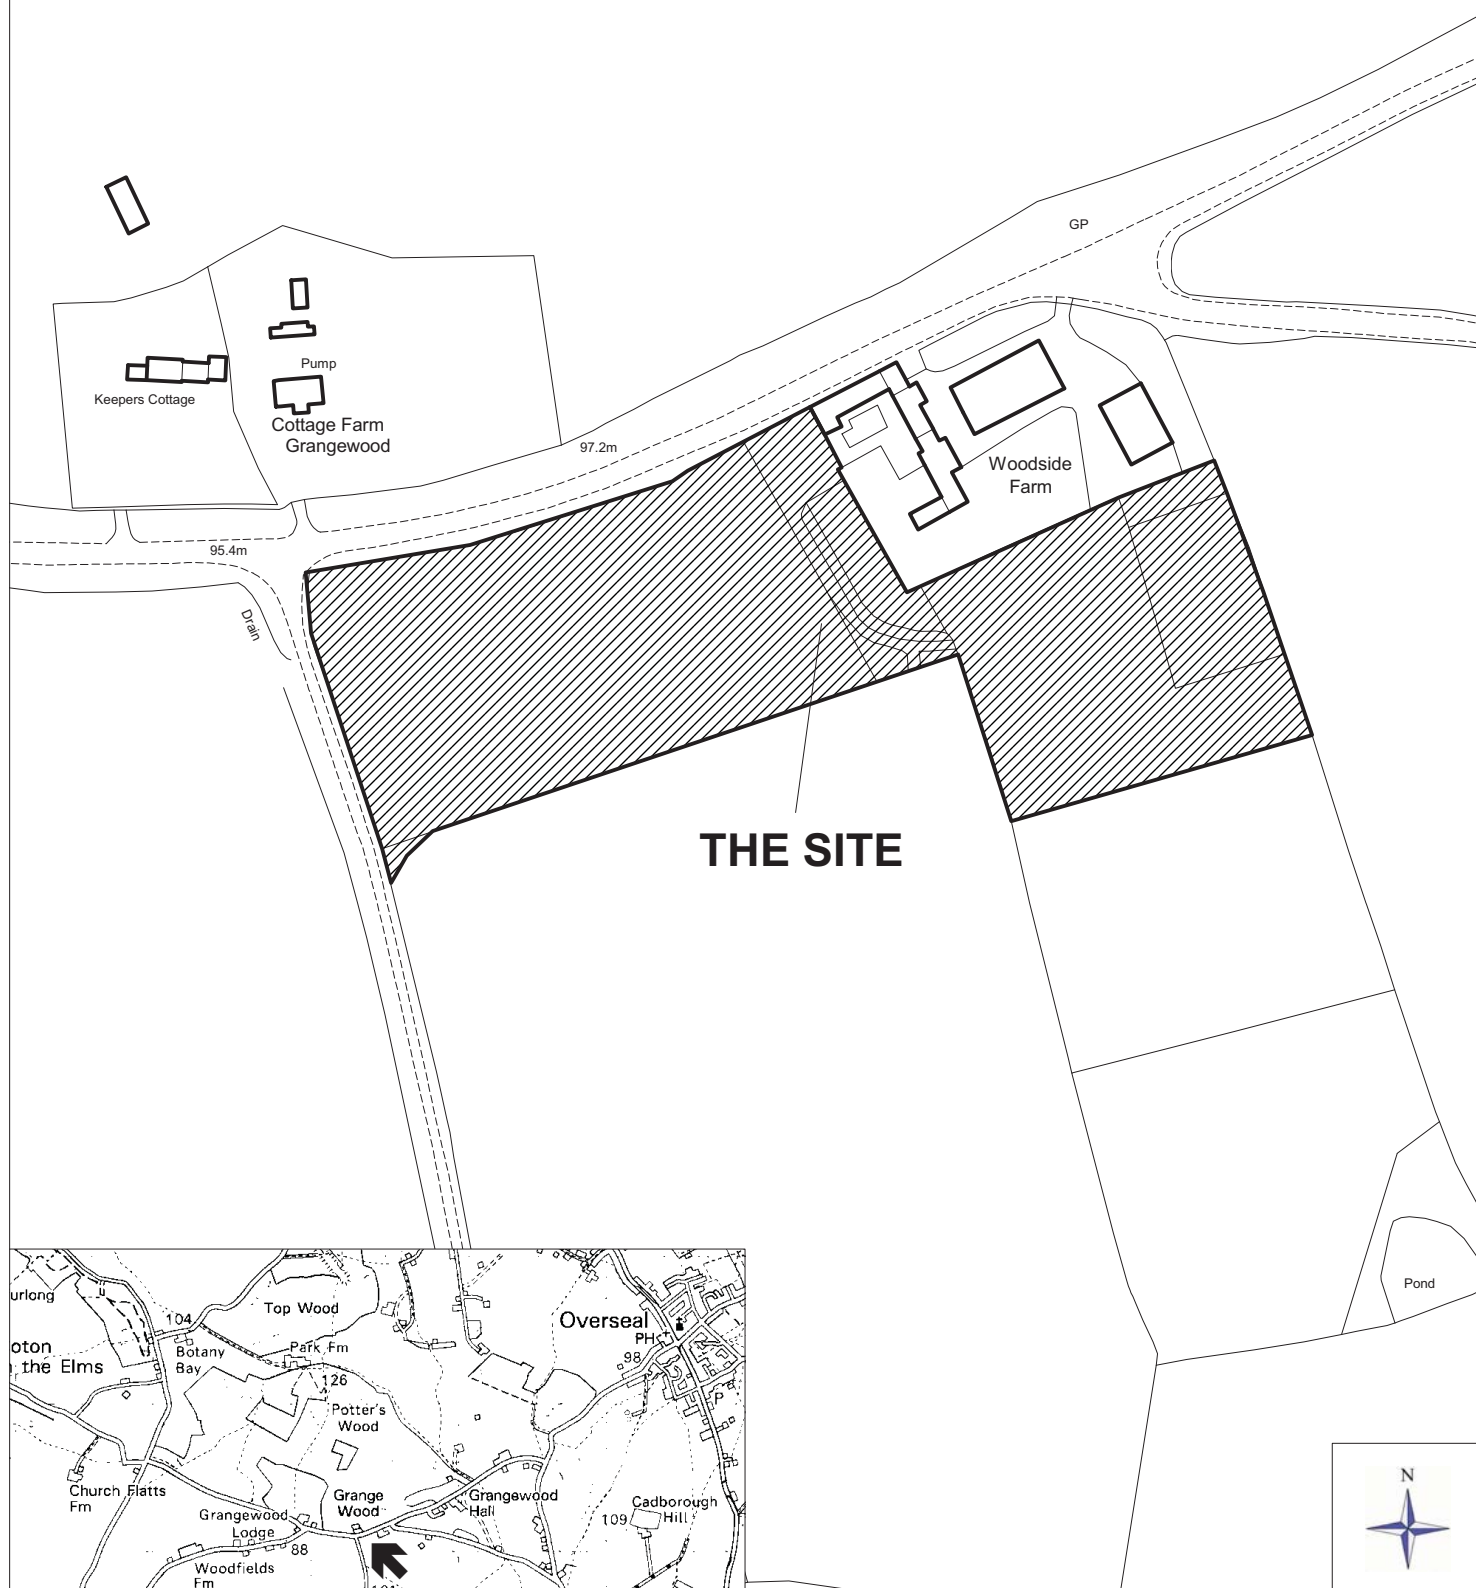 GP
Pump
Keepers Cottage
Cottage Farm
Grangewood
97.2m
Woodside
Farm
95.4m
Drain
THE SITE
Pond
urlong
104
Top Wood
Overseal
PH
oton
the Elms
Botany
Bay
Park Fm
98
126
P
Potter's
Wood
Church Flatts
Fm
Grange
Wood
Grangewood
Hall
Grangewood
Lodge
Cadborough
Hill
109
88
Woodfields
Fm
N